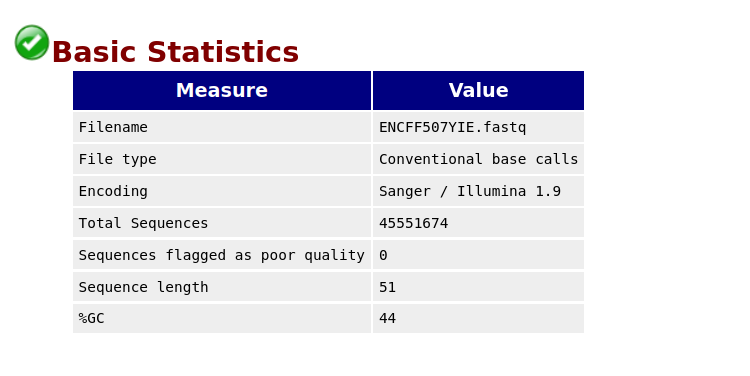 Basic Statistics
Measure Value
Filename ENCFF507YIE.fastq
File type Conventional base calls
Encoding Sanger / Illumina 1.9
Total Sequences 45551674
Sequences flagged as poor quality 0
Sequence length 51
%GC 44